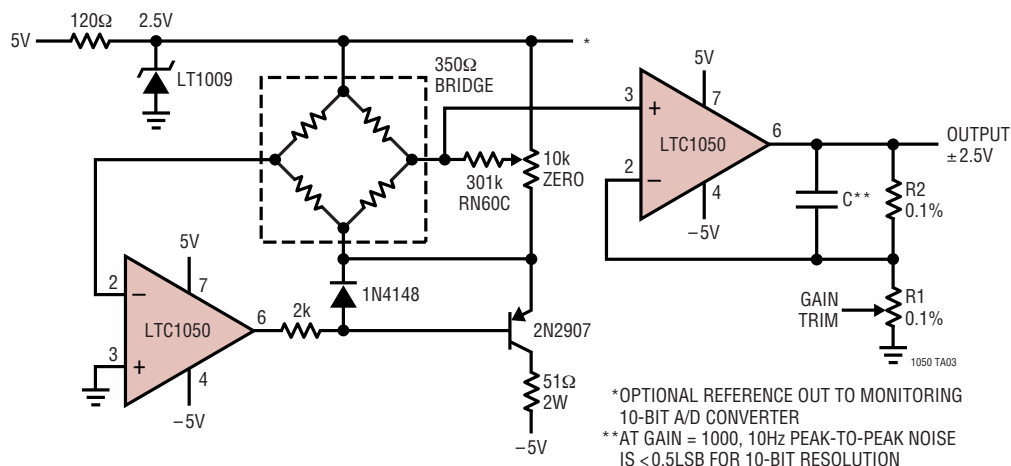 120Ω
2.5V
5V
*
LT1009
350Ω
BRIDGE
5V
3
+
7
LTC1050
6
OUTPUT
±2.5V
2
−
4
−5V
C**
R2
0.1%
10k
ZERO
301k
RN60C
5V
2
−
7
LTC1050
6
2k
1N4148
2N2907
3
+
4
−5V
51Ω
2W
−5V
GAIN
TRIM
R1
0.1%
1050 TA03
*OPTIONAL REFERENCE OUT TO MONITORING
10-BIT A/D CONVERTER
**AT GAIN = 1000, 10Hz PEAK-TO-PEAK NOISE
IS <0.5LSB FOR 10-BIT RESOLUTION